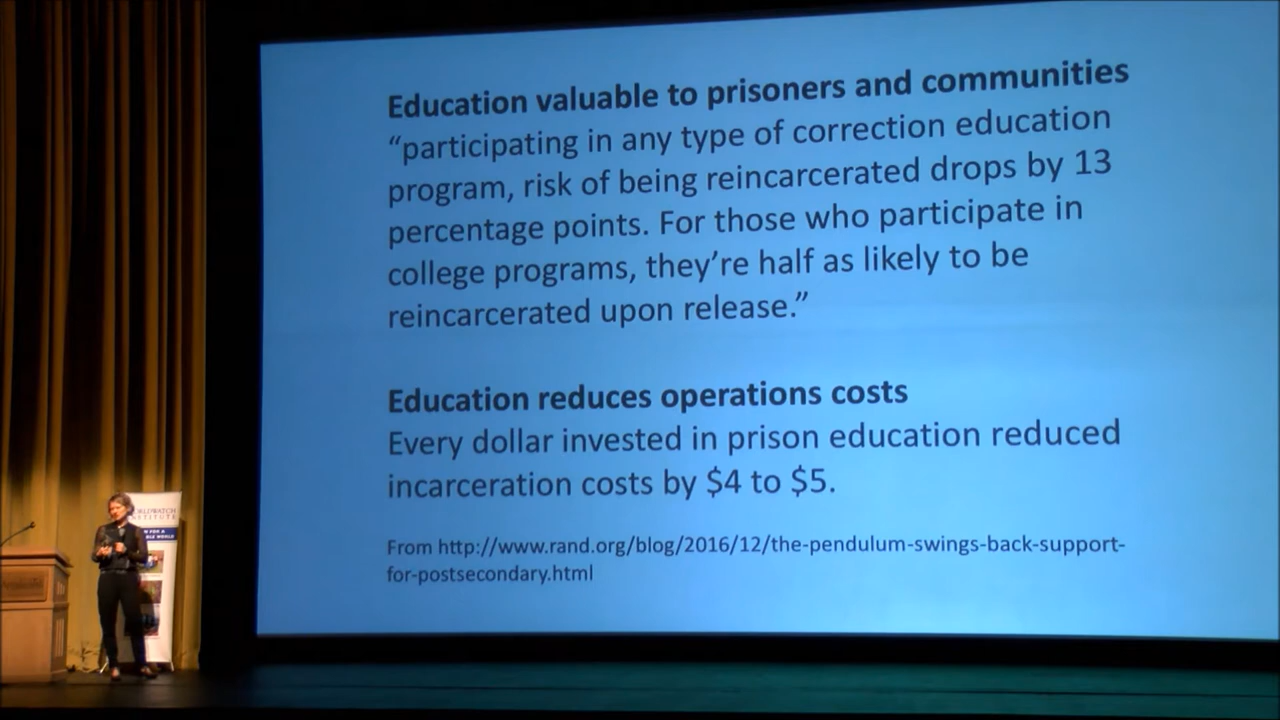 Education valuable to prisoners and communities
“participating in any type of correction education
program, risk of being reincarcerated drops by 13
percentage points. For those who participate in
college programs, they’re half as likely to be
reincarcerated upon release.”
Education reduces operations costs
Every dollar invested in prison education reduced
incarceration costs by $4 to $5.
From http://www.rand.org/blog/2016/12/the-pendulum-swings-back-support-
for-postsecondary.html
RLDWATCH